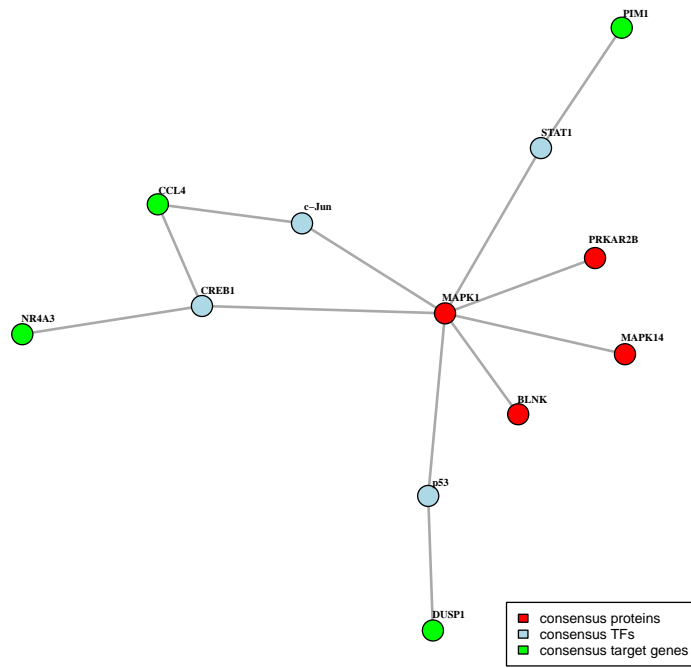 PIM1
STAT1
CCL4
c−Jun
PRKAR2B
CREB1
MAPK1
NR4A3
MAPK14
BLNK
p53
DUSP1
consensus proteins
consensus TFs
consensus target genes